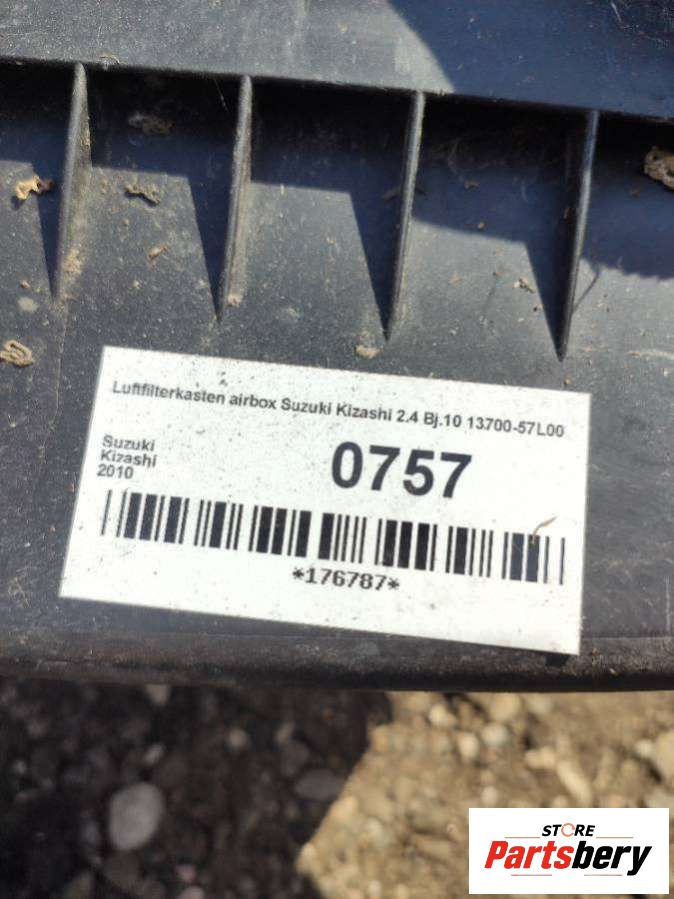 Luftfilterkasten airbox Suzuki Kizashi 2.4 Bj.10 13700-57L00
Suzuki
Kizashi
2010
0757
*176787*
STORE
Partsbery